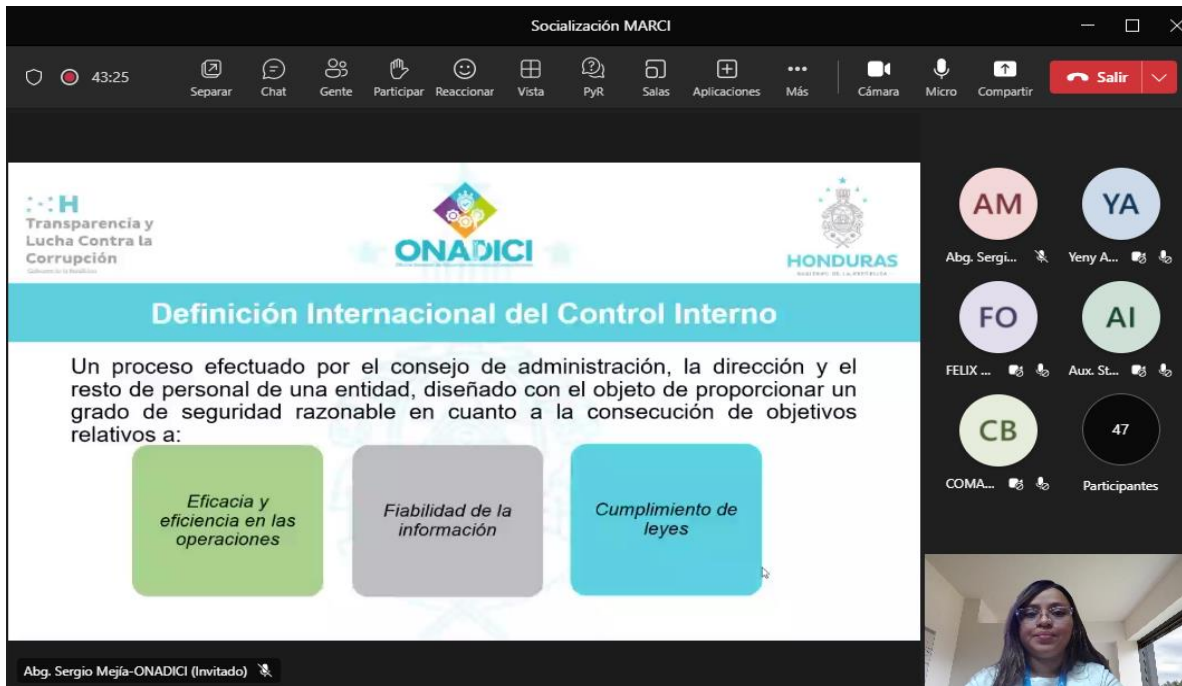 Socialización MARCI
43:25
Separar
Chat
Gente
Participar
Reaccionar
Vista
PyR
Salas
Aplicaciones
Más
Cámara
Micro
Compartir
Salir
H
Transparencia y
Lucha Contra la
Corrupción
ONADICI
HONDURAS
GOBIERNO DE LA REPÚBLICA
Definición Internacional del Control Interno
Un proceso efectuado por el consejo de administración, la dirección y el
resto de personal de una entidad, diseñado con el objeto de proporcionar un
grado de seguridad razonable en cuanto a la consecución de objetivos
relativos a:
Eficacia y
eficiencia en las
operaciones
Fiabilidad de la
información
Cumplimiento de
leyes
Abg. Sergio Mejía-ONADICI (Invitado)
AM
Abg. Sergi...
YA
Yeny A...
FO
FELIX ...
AI
Aux. St...
CB
COMA...
47
Participantes